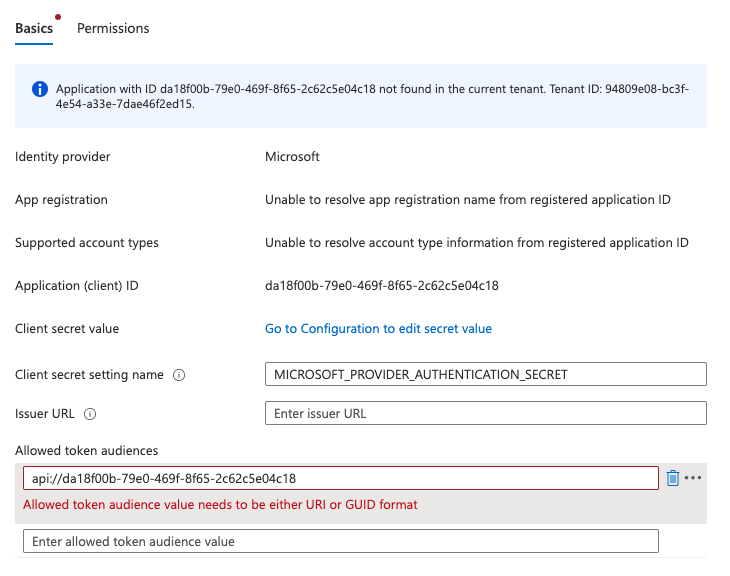 Basics Permissions
Application with ID da18f00b-79e0-469f-8f65-2c62c5e04c18 not found in the current tenant. Tenant ID: 94809e08-bc3f-
4e54-a33e-7dae46f2ed15.
Identity provider Microsoft
App registration Unable to resolve app registration name from registered application ID
Supported account types Unable to resolve account type information from registered application ID
Application (client) ID da18f00b-79e0-469f-8f65-2c62c5e04c18
Client secret value Go to Configuration to edit secret value
Client secret setting name MICROSOFT_PROVIDER_AUTHENTICATION_SECRET
Issuer URL Enter issuer URL
Allowed token audiences
api://da18f00b-79e0-469f-8f65-2c62c5e04c18
Allowed token audience value needs to be either URI or GUID format
Enter allowed token audience value